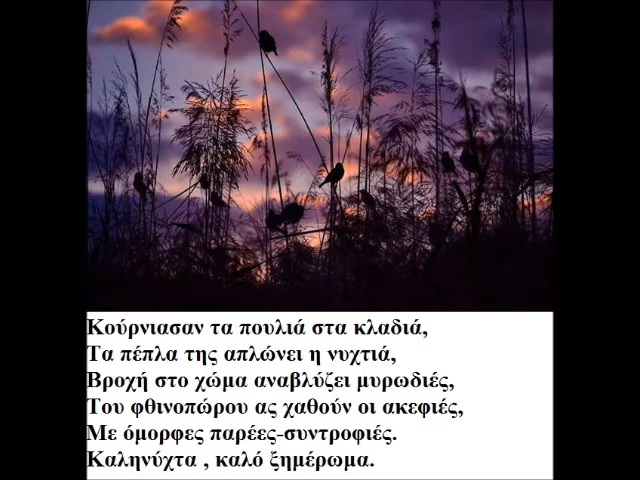 Κούρνιασαν τα πουλιά στα κλαδιά,
Τα πέπλα της απλώνει η νυχτιά,
Βροχή στο χώμα αναβλύζει μυρωδιές,
Του φθινοπώρου ας χαθούν οι ακεφιές,
Με όμορφες παρέες-συντροφιές.
Καληνύχτα , καλό ξημέρωμα.